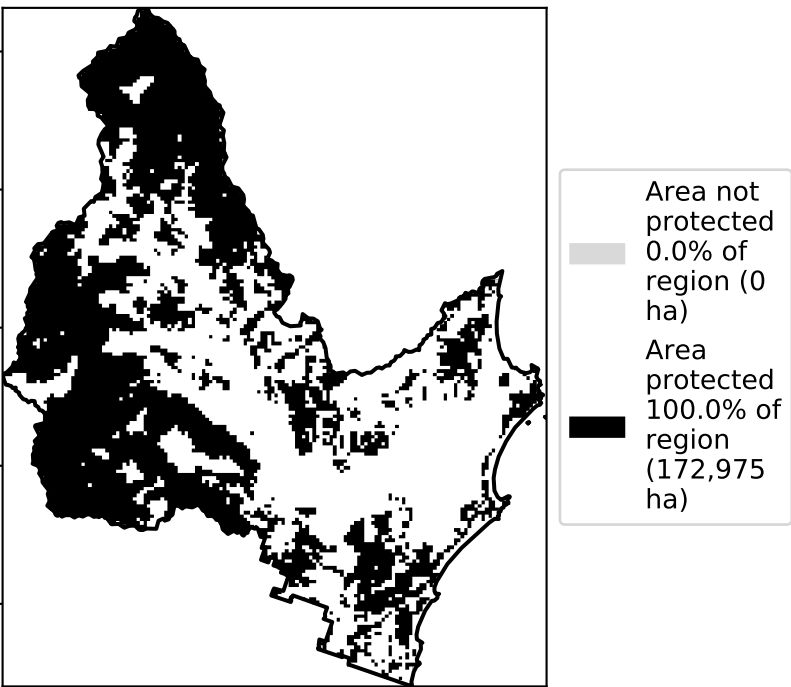 Area not
protected
0.0% of
region (0
ha)
Area
protected
100.0% of
region
(172,975
ha)